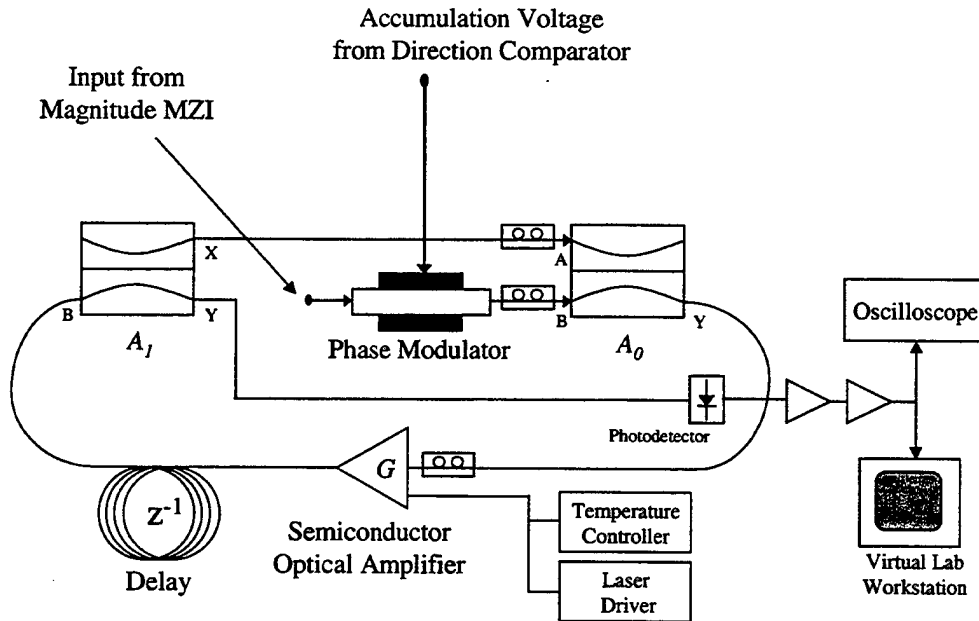 Accumulation Voltage
from Direction Comparator
Input from
Magnitude MZI
X
A
B
Y
B
Y
A1
Phase Modulator
A0
Oscilloscope
Photodetector
G
z-1
Delay
Semiconductor
Optical Amplifier
Temperature
Controller
Laser
Driver
Virtual Lab
Workstation